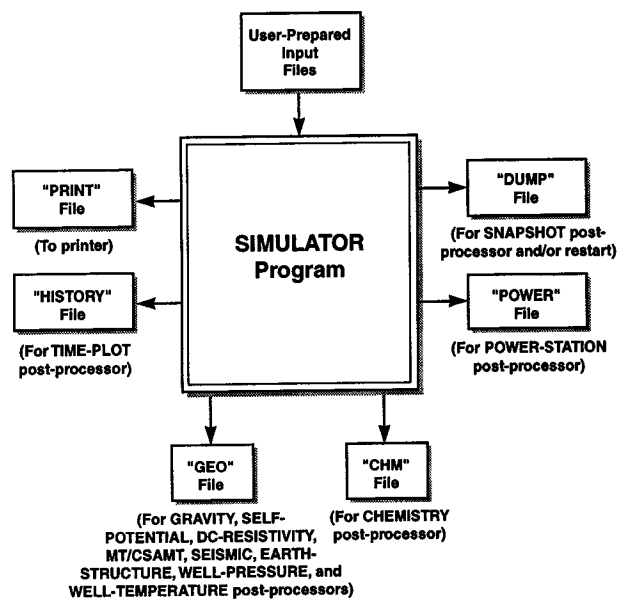 User-Prepared
Input
Files
SIMULATOR
Program
"PRINT"
File
(To printer)
"HISTORY"
File
(For TIME-PLOT
post-processor)
"DUMP"
File
(For SNAPSHOT post-
processor and/or restart)
"POWER"
File
(For POWER-STATION
post-processor)
"GEO"
File
(For GRAVITY, SELF-
POTENTIAL, DC-RESISTIVITY,
MT/CSAMT, SEISMIC, EARTH-
STRUCTURE, WELL-PRESSURE, and
WELL-TEMPERATURE post-processors)
"CHM"
File
(For CHEMISTRY
post-processor)